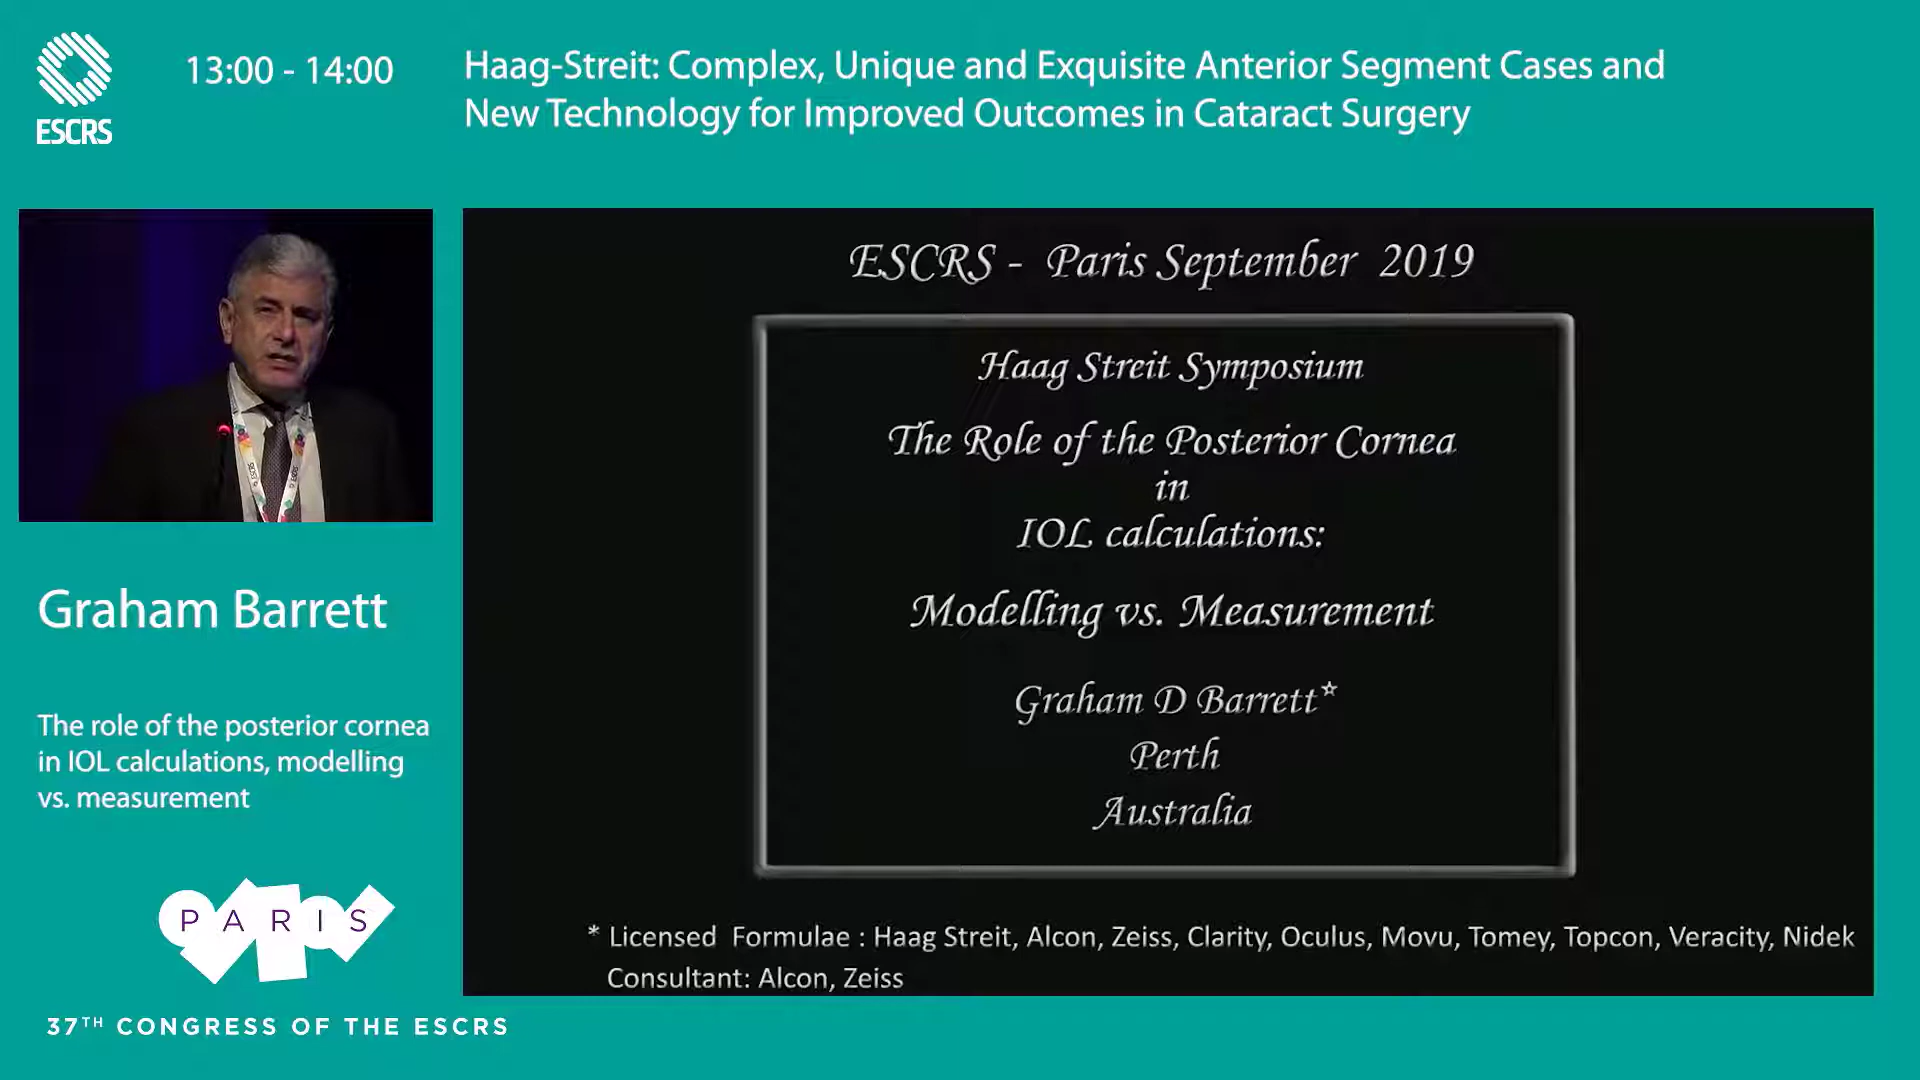 ESCRS
13:00 - 14:00
Haag-Streit: Complex, Unique and Exquisite Anterior Segment Cases and
New Technology for Improved Outcomes in Cataract Surgery
ESCRS - Paris September 2019
Haag Streit Symposium
The Role of the Posterior Cornea
in
IOL calculations:
Modelling vs. Measurement
Graham D Barrett*
Perth
Australia
* Licensed Formulae : Haag Streit, Alcon, Zeiss, Clarity, Oculus, Movu, Tomey, Topcon, Veracity, Nidek
Consultant: Alcon, Zeiss
Graham Barrett
The role of the posterior cornea
in IOL calculations, modelling
vs. measurement
PARIS
37TH CONGRESS OF THE ESCRS